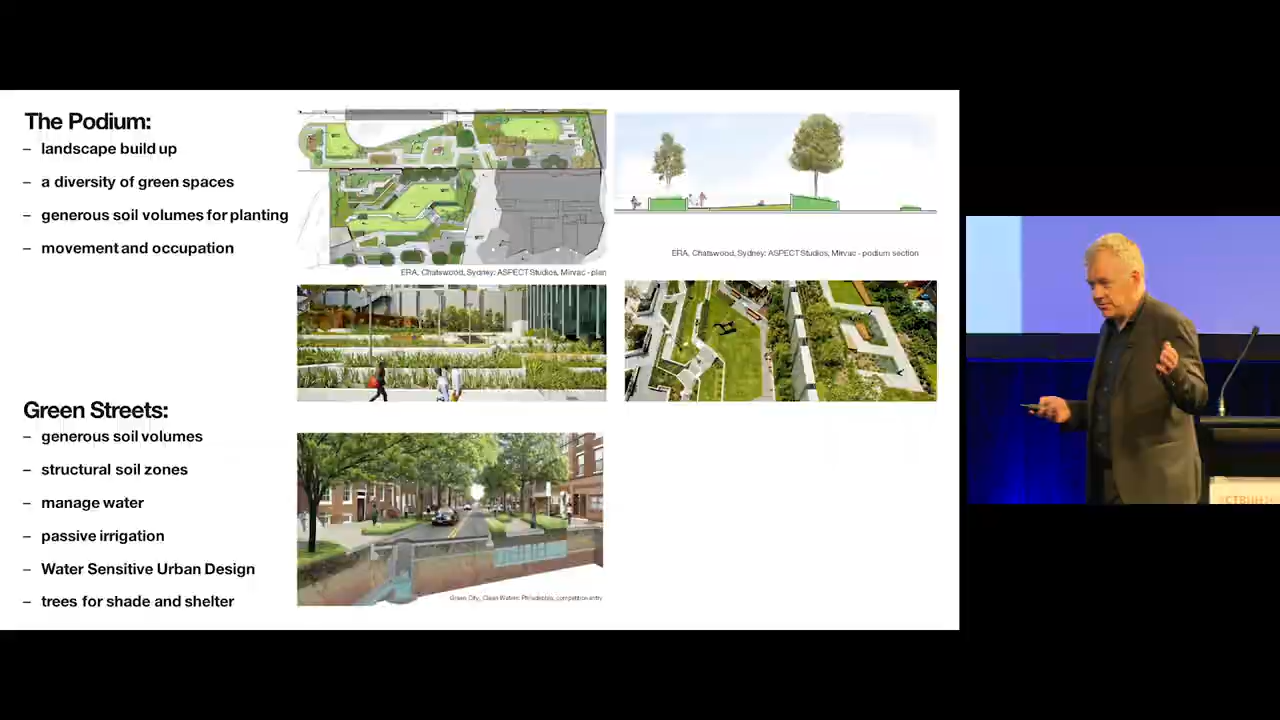 The Podium:
– landscape build up
– a diversity of green spaces
– generous soil volumes for planting
– movement and occupation
ERA, Chatswood, Sydney: ASPECT Studios, Mirvac - plan
ERA, Chatswood, Sydney: ASPECT Studios, Mirvac - podium section
Green Streets:
– generous soil volumes
– structural soil zones
– manage water
– passive irrigation
– Water Sensitive Urban Design
– trees for shade and shelter
Green City, Clean Waters: Philadelphia, competition entry
CTBUH